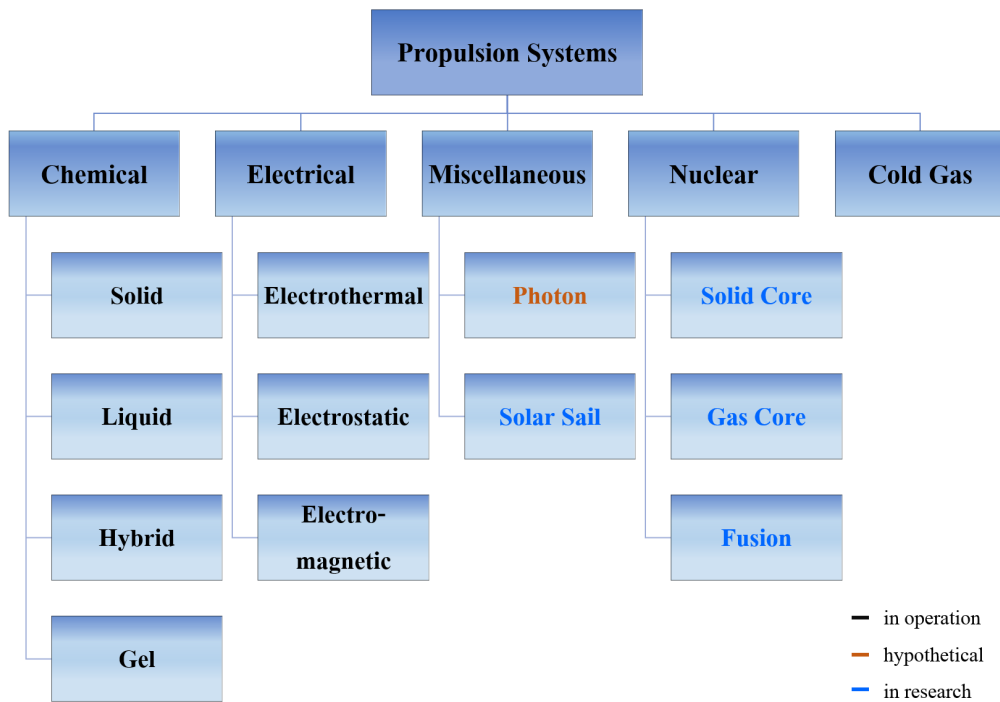 Propulsion Systems
Chemical
Electrical
Miscellaneous
Nuclear
Cold Gas
Solid
Electrothermal
Photon
Solid Core
Liquid
Electrostatic
Solar Sail
Gas Core
Hybrid
Electro-
magnetic
Fusion
Gel
in operation
hypothetical
in research